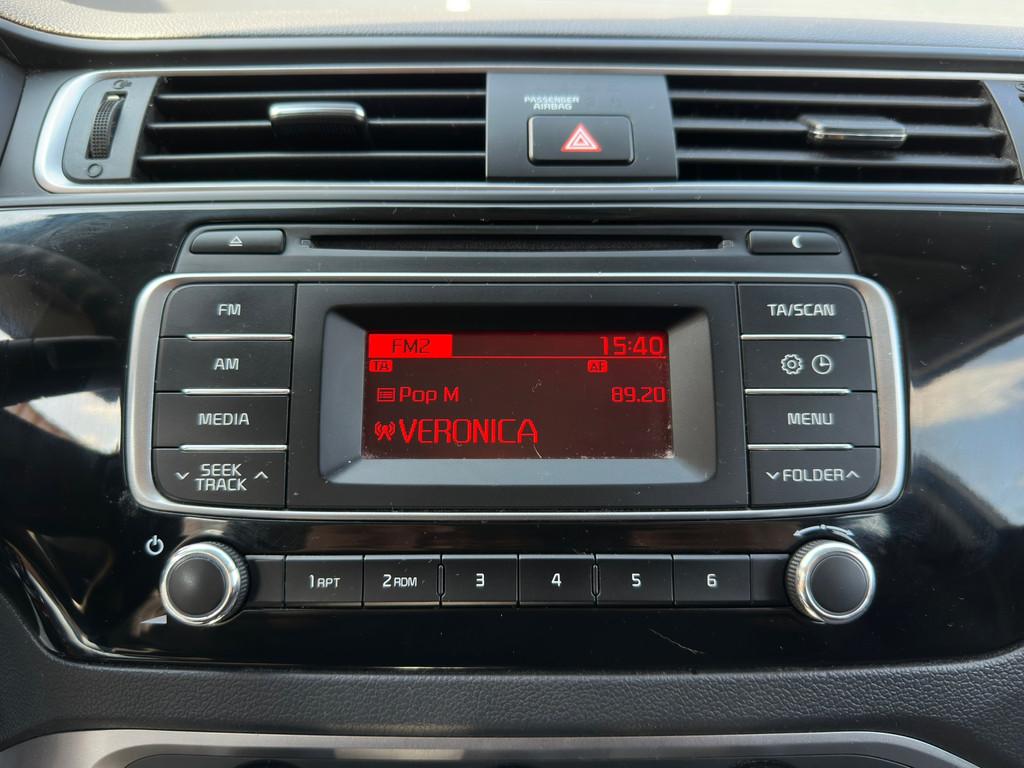 PASSENGER
AIRBAG
FM
AM
MEDIA
SEEK
TRACK
FM2
15:40
TA
AF
Pop M
89.20
VERONICA
TA/SCAN
MENU
FOLDER
1 RPT
2 RDM
3
4
5
6